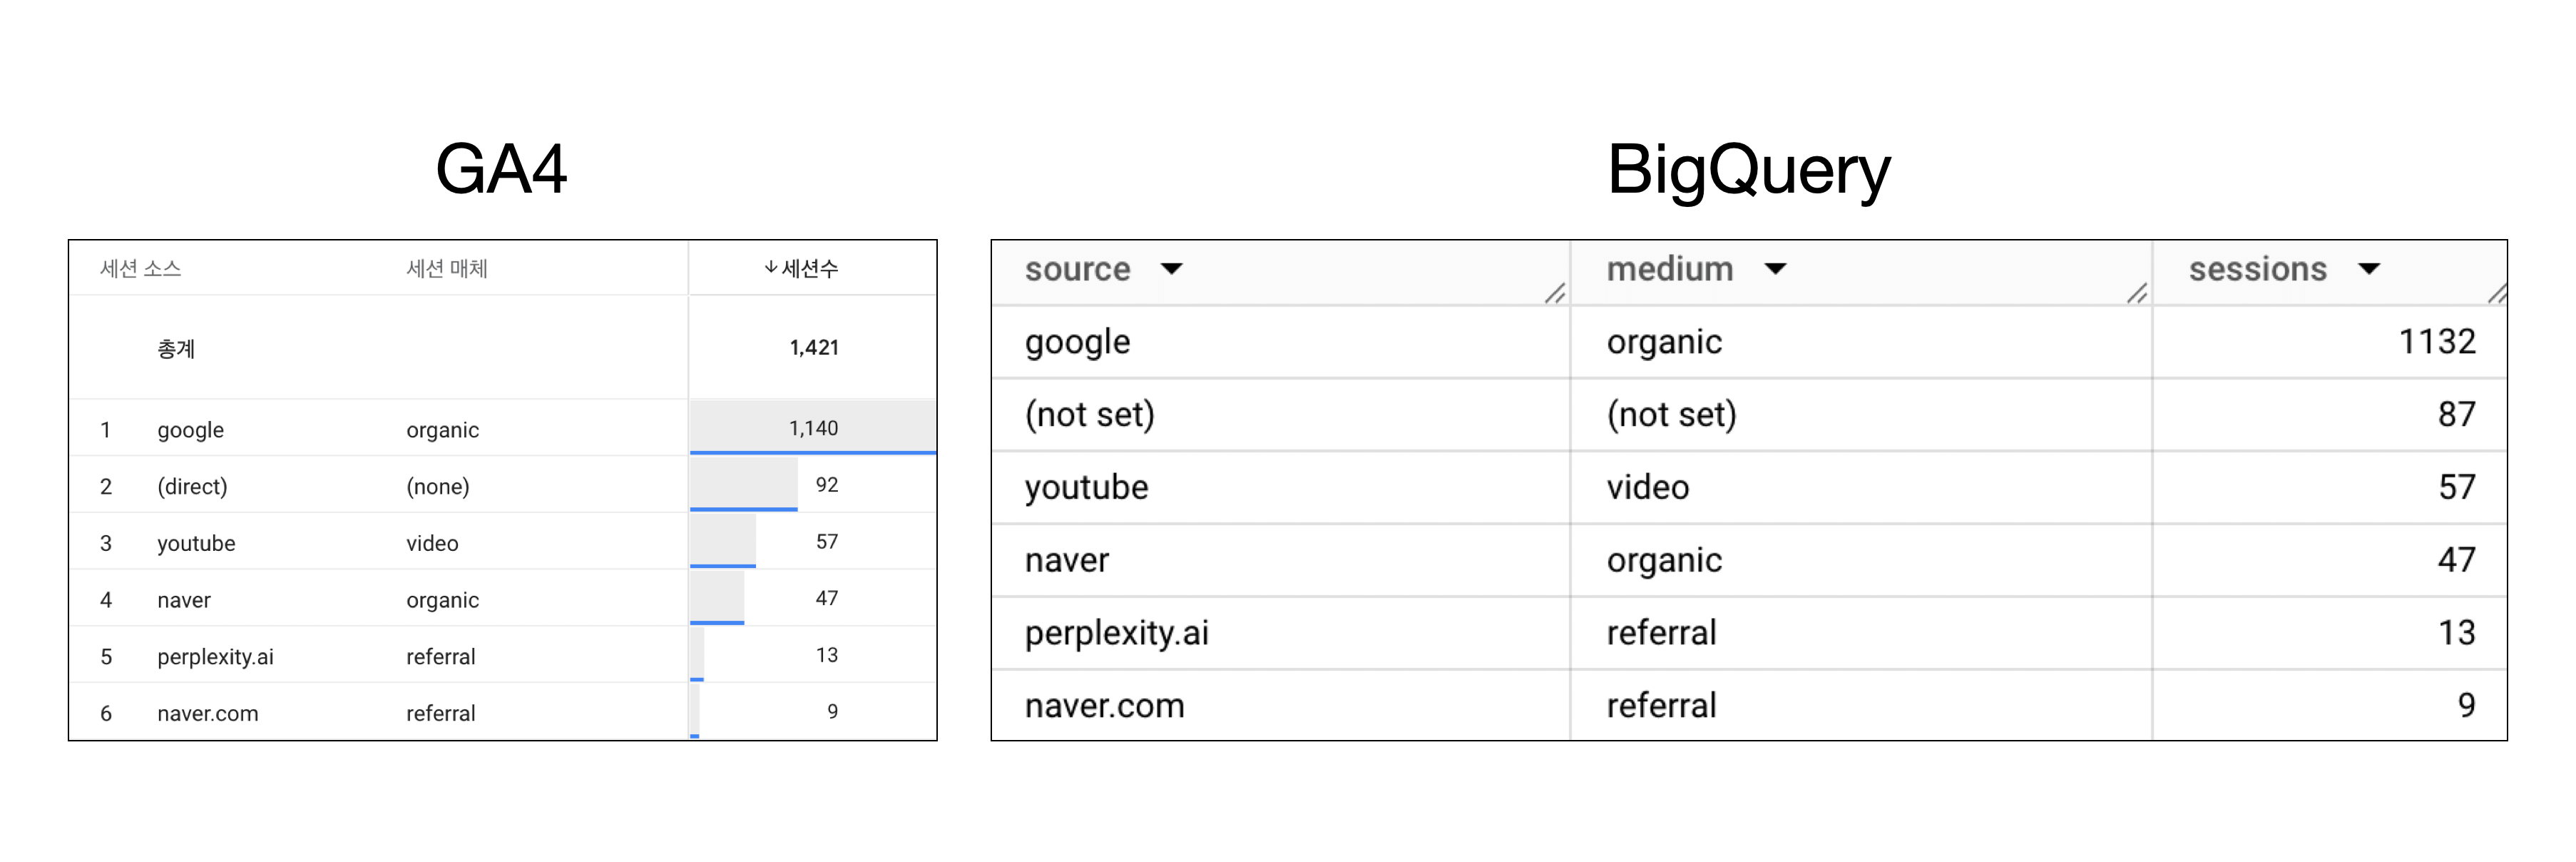 GA4
세션 소스 세션 매체 ↓ 세션수
총계 1,421
1 google organic 1,140
2 (direct) (none) 92
3 youtube video 57
4 naver organic 47
5 perplexity.ai referral 13
6 naver.com referral 9
BigQuery
source medium sessions
google organic 1132
(not set) (not set) 87
youtube video 57
naver organic 47
perplexity.ai referral 13
naver.com referral 9